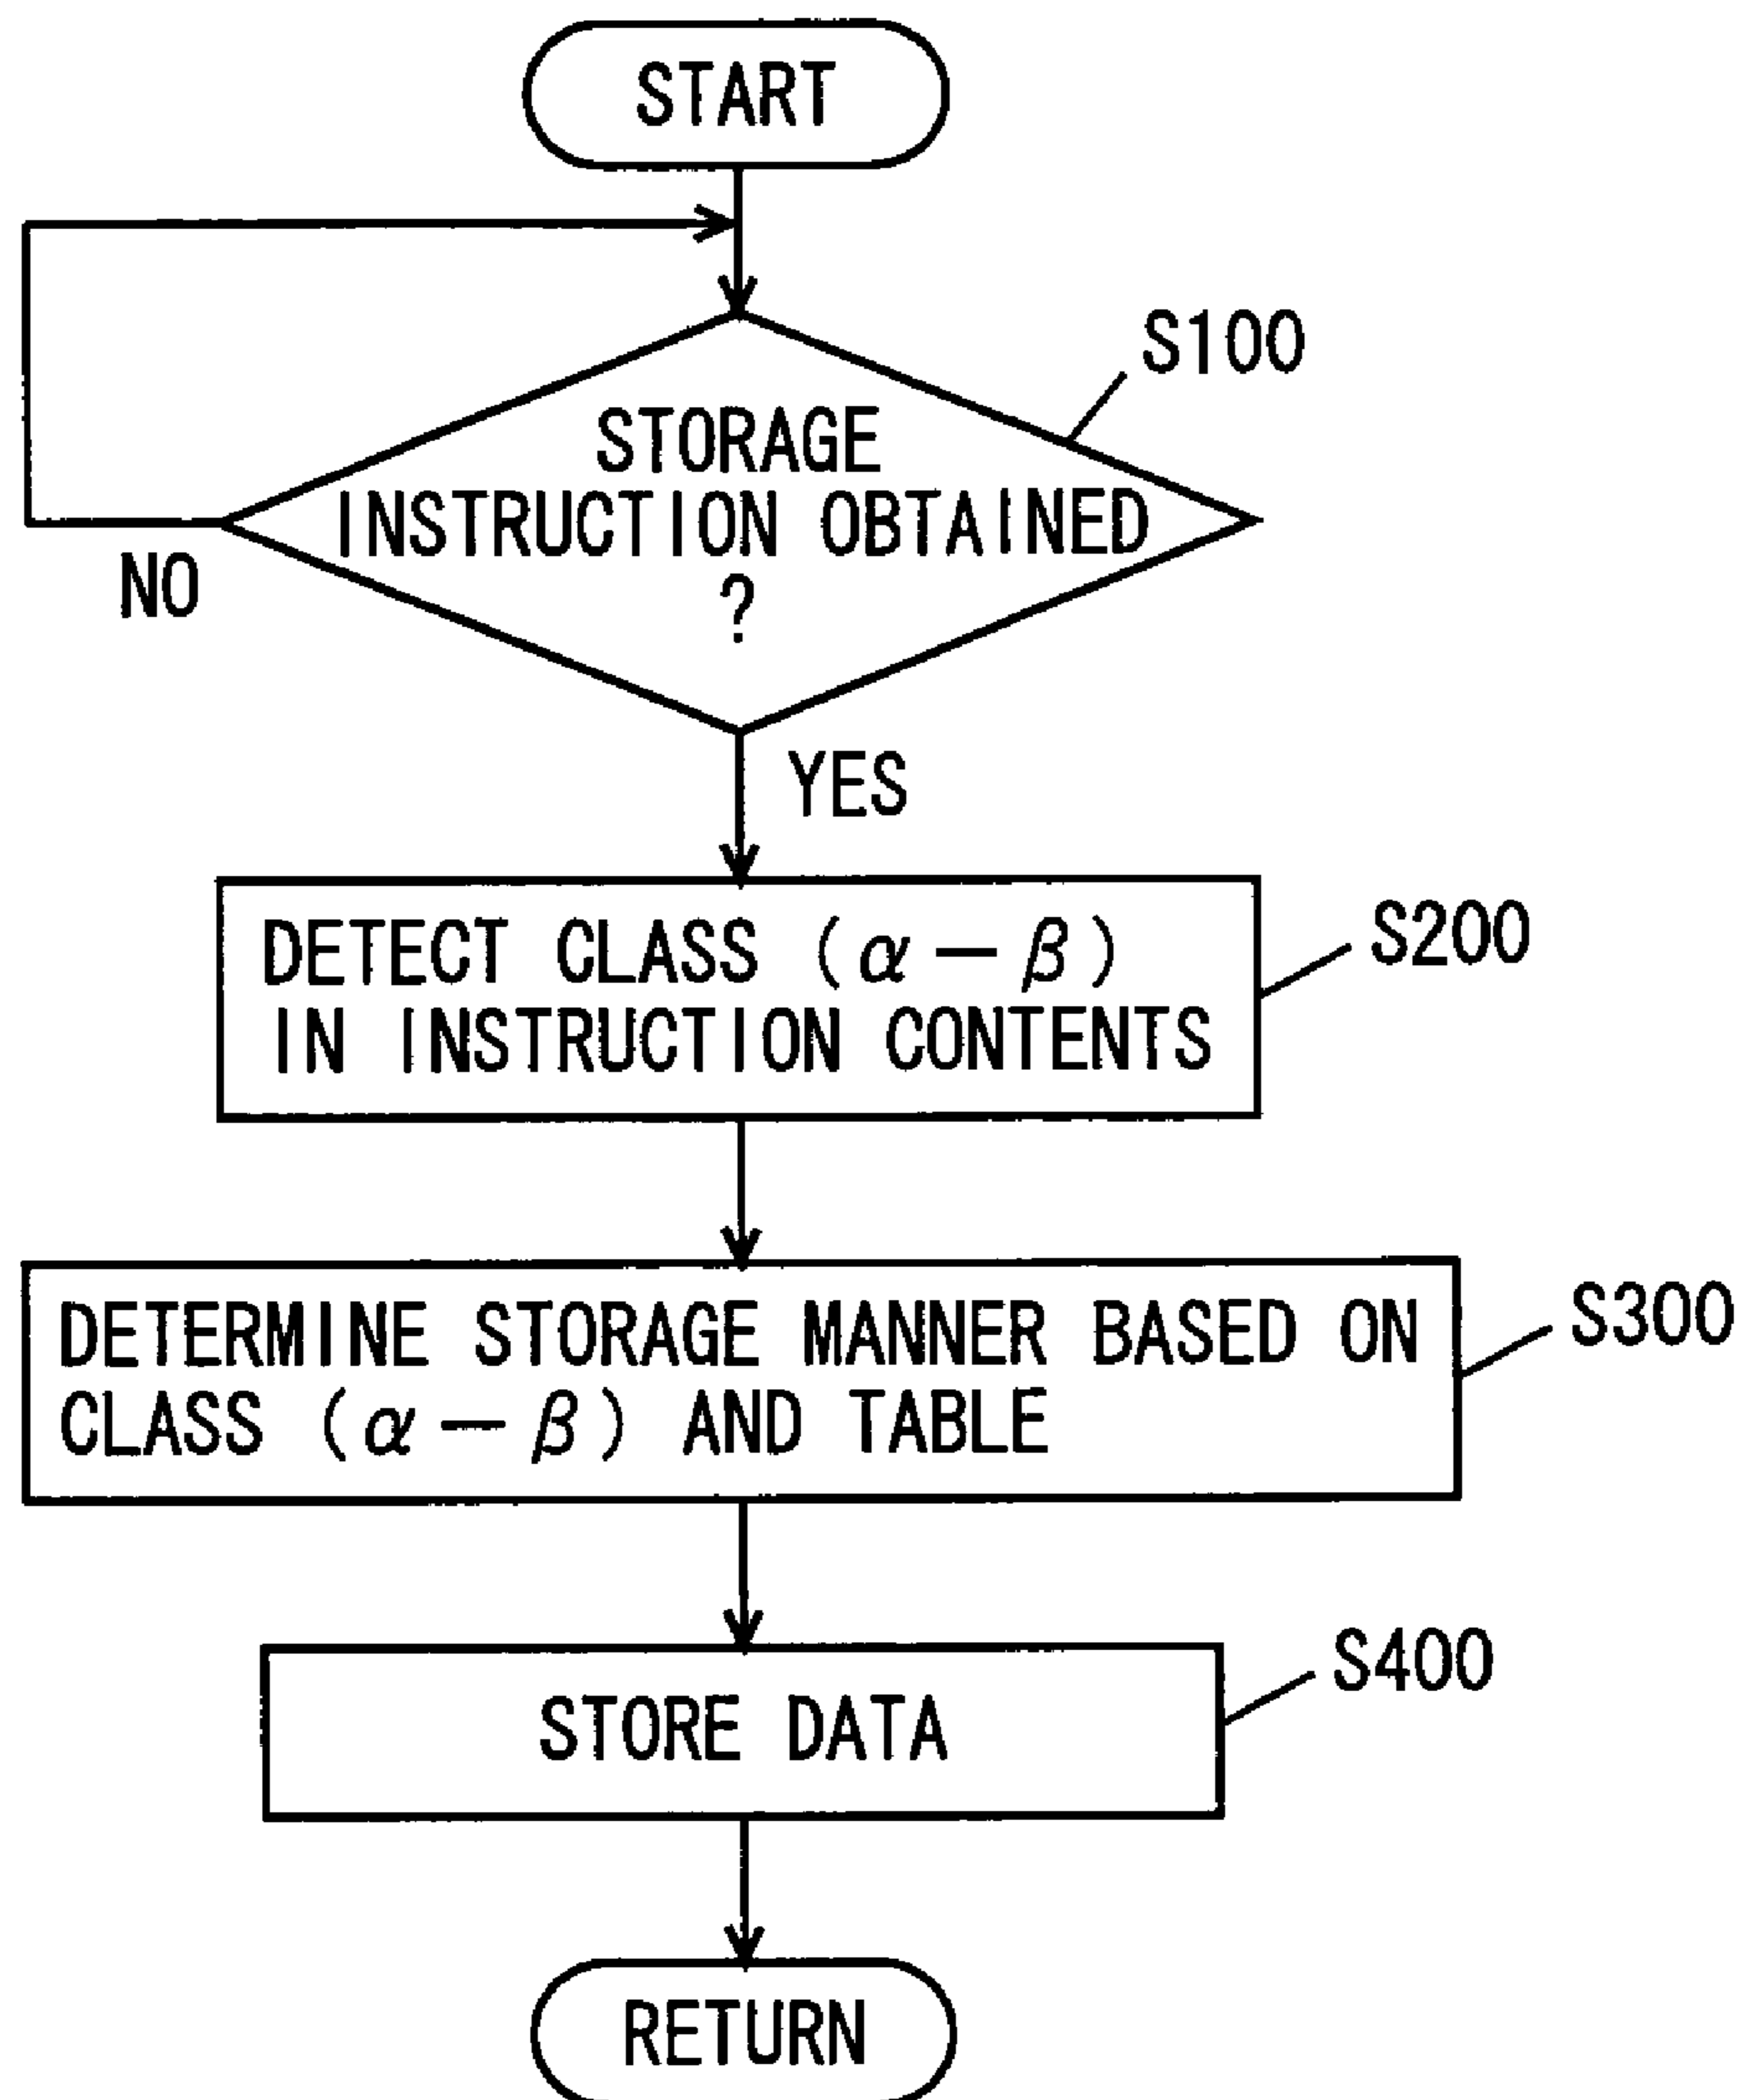 START
S100
STORAGE
INSTRUCTION OBTAINED
?
NO
YES
S200
DETECT CLASS (α－β)
IN INSTRUCTION CONTENTS
S300
DETERMINE STORAGE MANNER BASED ON
CLASS (α－β) AND TABLE
S400
STORE DATA
RETURN